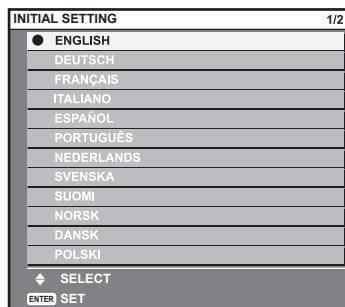 INITIAL SETTING 1/2
ENGLISH
DEUTSCH
FRANÇAIS
ITALIANO
ESPAÑOL
PORTUGUÊS
NEDERLANDS
SVENSKA
SUOMI
NORSK
DANSK
POLSKI
SELECT
ENTER SET